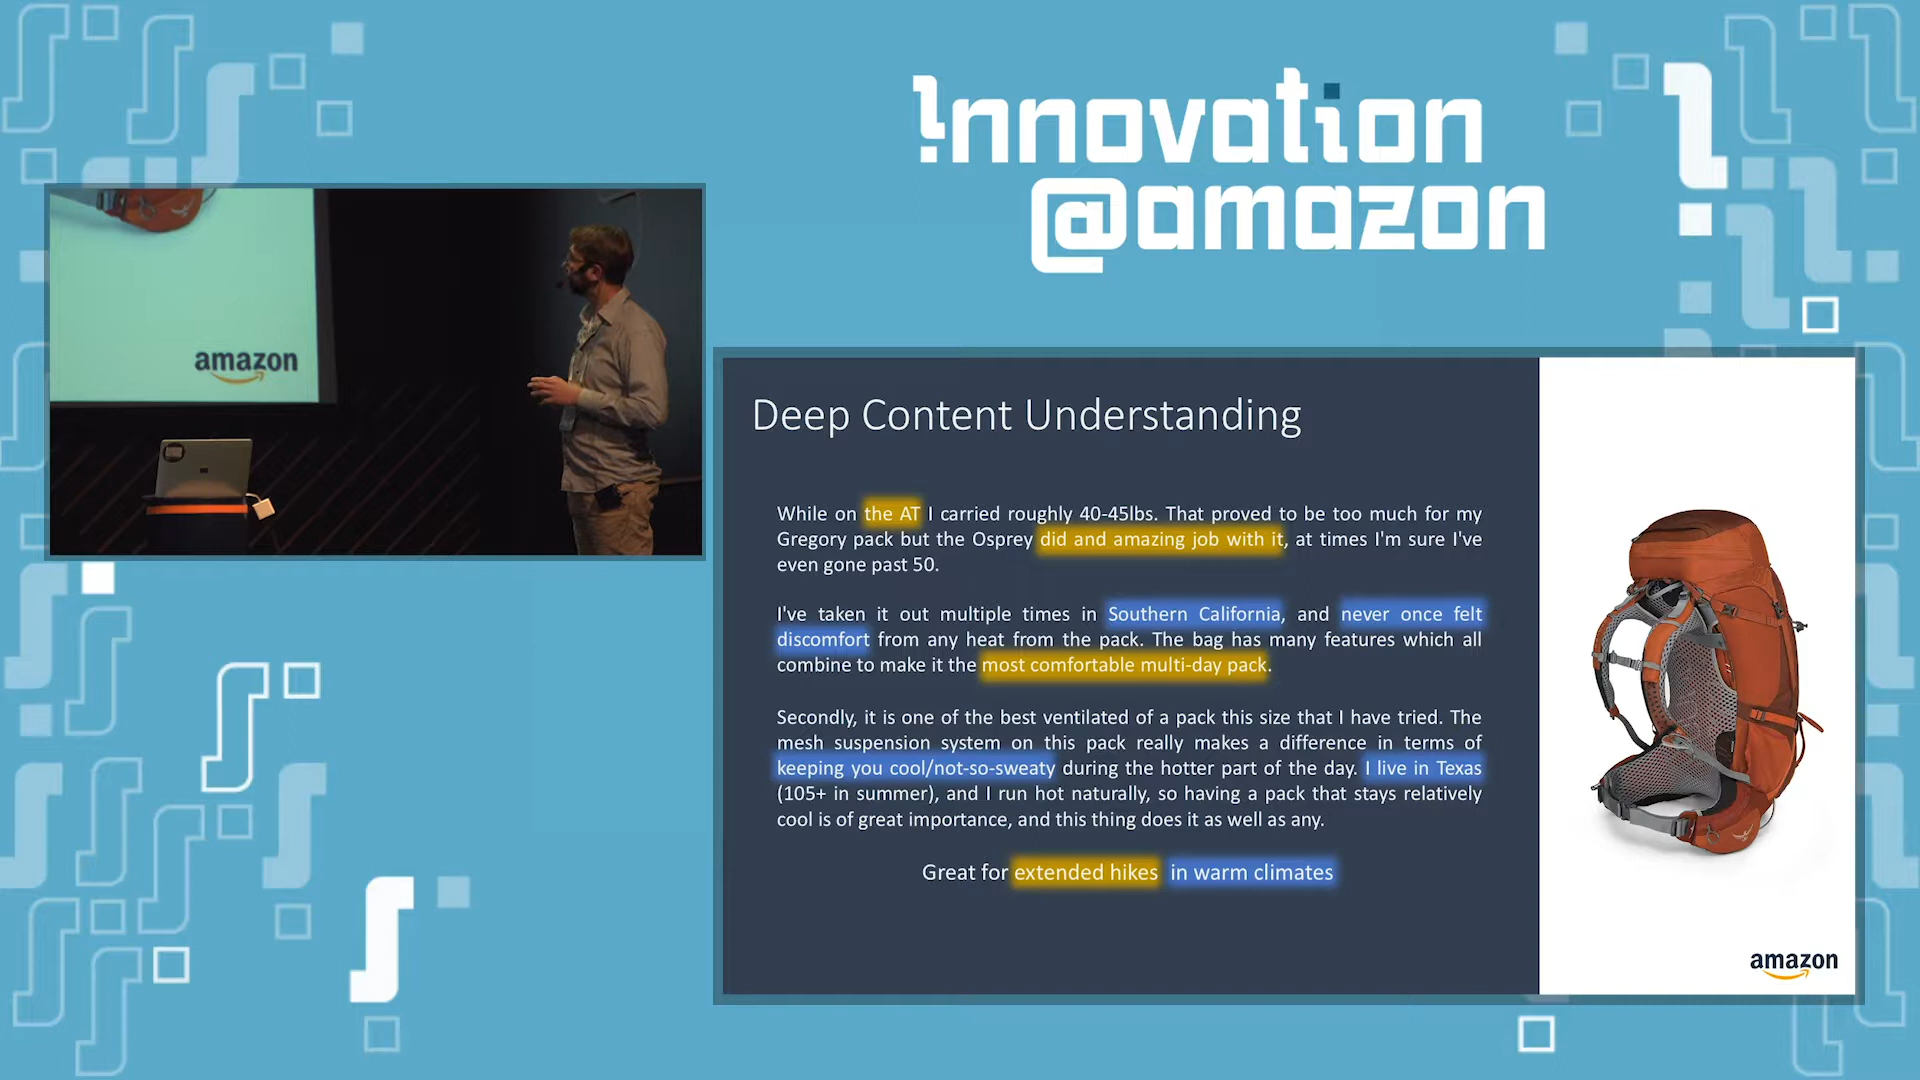 Innovation
@amazon
amazon
Deep Content Understanding
While on the AT I carried roughly 40-45lbs. That proved to be too much for my
Gregory pack but the Osprey did and amazing job with it, at times I'm sure I've
even gone past 50.
I've taken it out multiple times in Southern California, and never once felt
discomfort from any heat from the pack. The bag has many features which all
combine to make it the most comfortable multi-day pack.
Secondly, it is one of the best ventilated of a pack this size that I have tried. The
mesh suspension system on this pack really makes a difference in terms of
keeping you cool/not-so-sweaty during the hotter part of the day. I live in Texas
(105+ in summer), and I run hot naturally, so having a pack that stays relatively
cool is of great importance, and this thing does it as well as any.
Great for extended hikes in warm climates
amazon